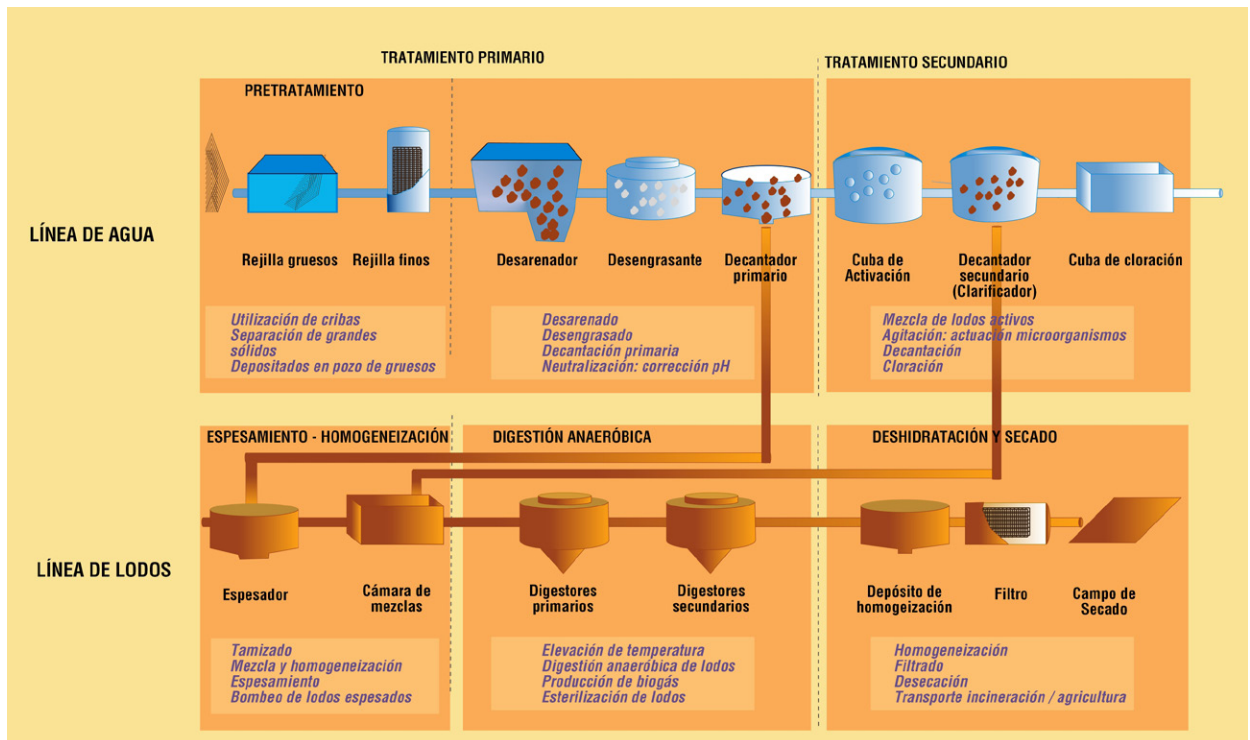 TRATAMIENTO PRIMARIO
TRATAMIENTO SECUNDARIO
PRETRATAMIENTO
LÍNEA DE AGUA
Rejilla gruesos
Rejilla finos
Desarenador
Desengrasante
Decantador
primario
Cuba de
Activación
Decantador
secundario
(Clarificador)
Cuba de cloración
Utilización de cribas
Separación de grandes
sólidos
Depositados en pozo de gruesos
Desarenado
Desengrasado
Decantación primaria
Neutralización: corrección pH
Mezcla de lodos activos
Agitación: actuación microorganismos
Decantación
Cloración
ESPESAMIENTO - HOMOGENEIZACIÓN
DIGESTIÓN ANAERÓBICA
DESHIDRATACIÓN Y SECADO
LÍNEA DE LODOS
Espesador
Cámara de
mezclas
Digestores
primarios
Digestores
secundarios
Depósito de
homogeización
Filtro
Campo de
Secado
Tamizado
Mezcla y homogeneización
Espesamiento
Bombeo de lodos espesados
Elevación de temperatura
Digestión anaeróbica de lodos
Producción de biogás
Esterilización de lodos
Homogeneización
Filtrado
Desecación
Transporte incineración / agricultura